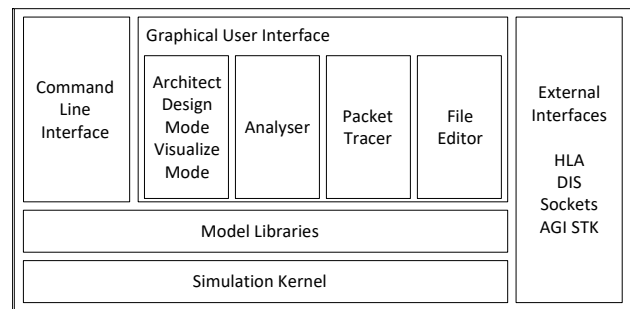 Graphical User Interface
Command
Line
Interface
Architect
Design
Mode
Visualize
Mode
Analyser
Packet
Tracer
File
Editor
External
Interfaces
HLA
DIS
Sockets
AGI STK
Model Libraries
Simulation Kernel